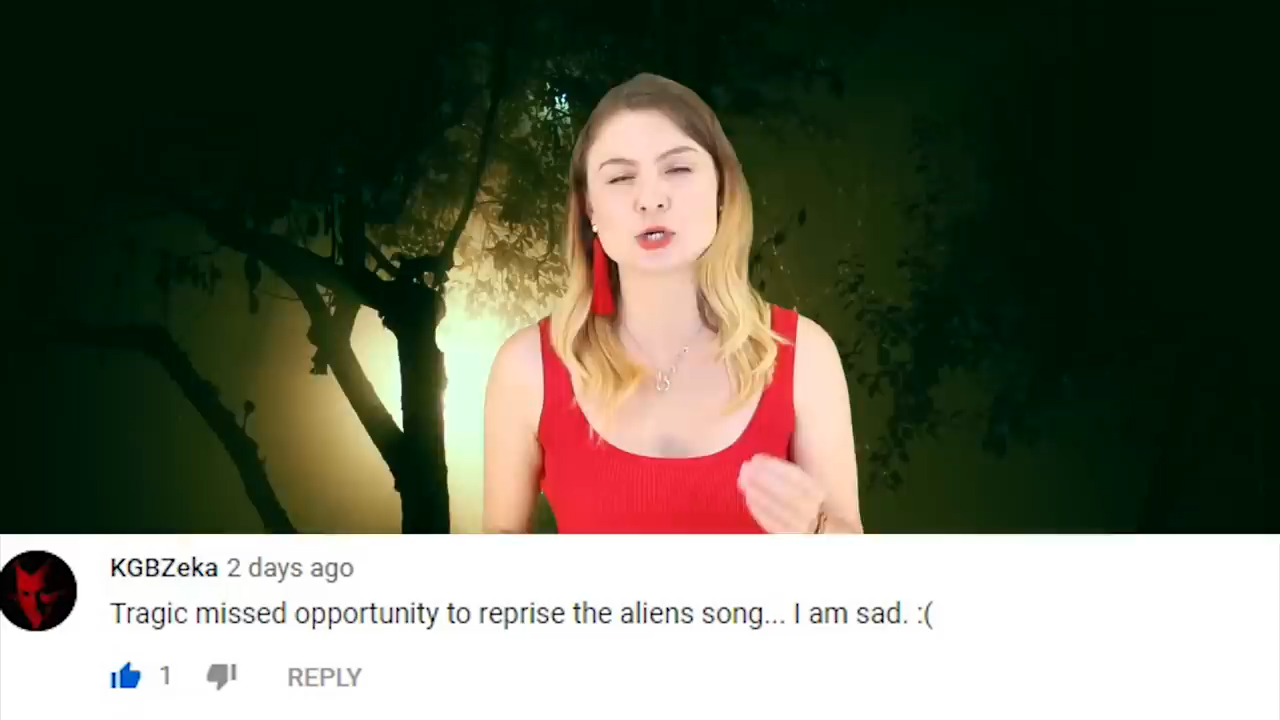 KGBZeka 2 days ago
Tragic missed opportunity to reprise the aliens song... I am sad. :(
1 REPLY